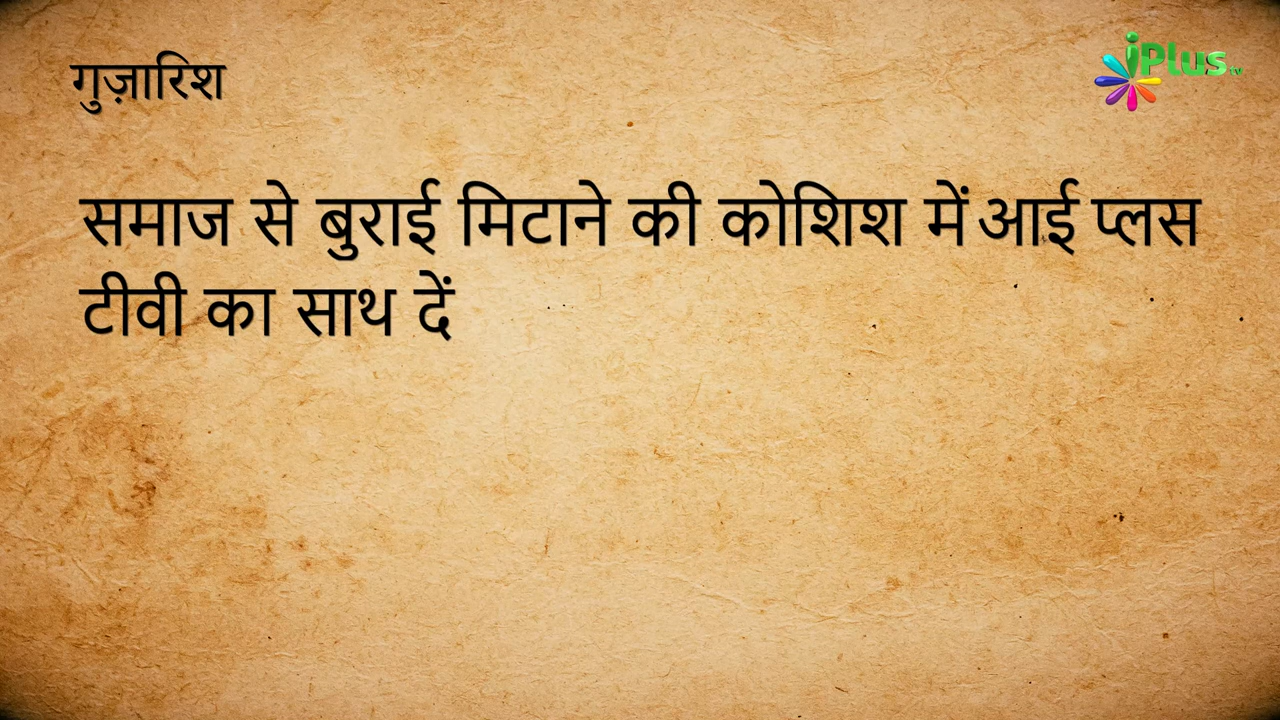 गुज़ारिश
iPlus TV
समाज से बुराई मिटाने की कोशिश में आई प्लस
टीवी का साथ दें